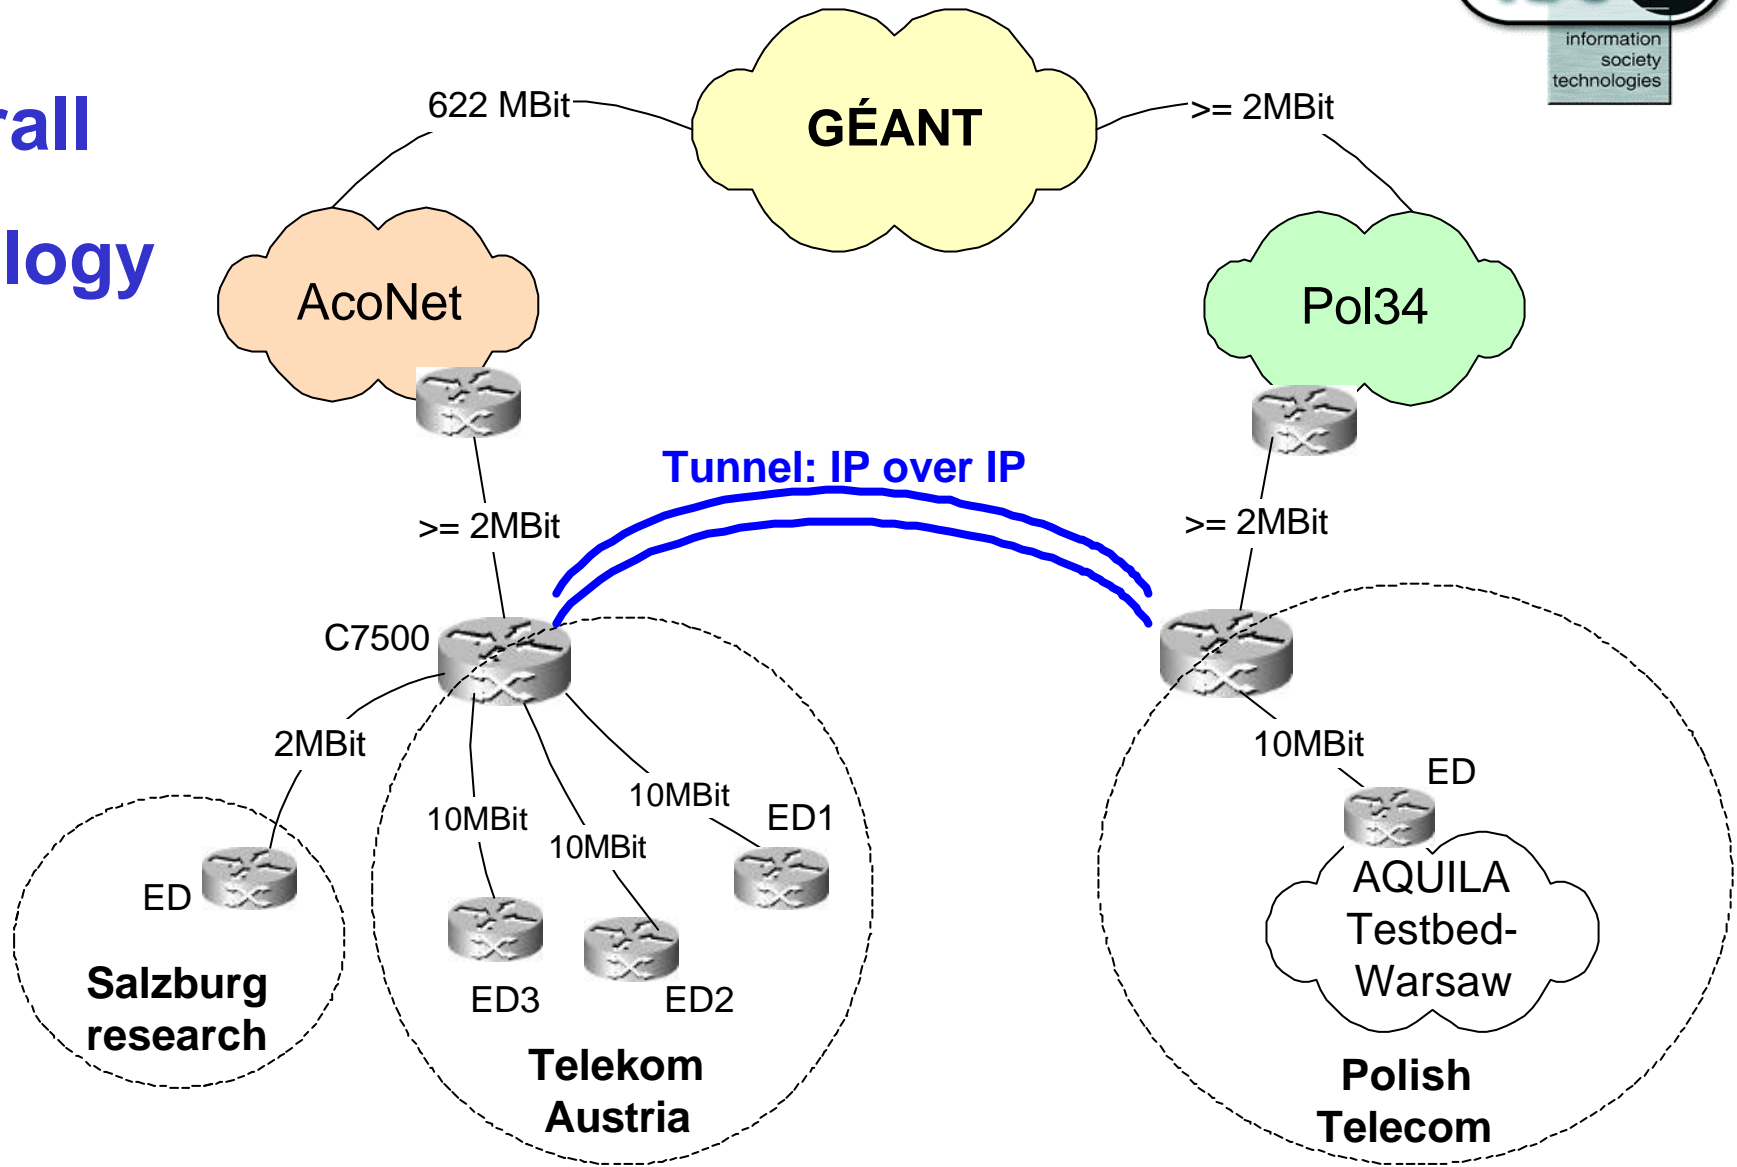 information
society
technologies
rall
logy
622 MBit
GÉANT
>= 2MBit
AcoNet
Pol34
Tunnel: IP over IP
>= 2MBit
>= 2MBit
C7500
2MBit
10MBit
10MBit
10MBit
ED1
ED
ED3
ED2
10MBit
ED
AQUILA
Testbed-
Warsaw
Salzburg
research
Telekom
Austria
Polish
Telecom